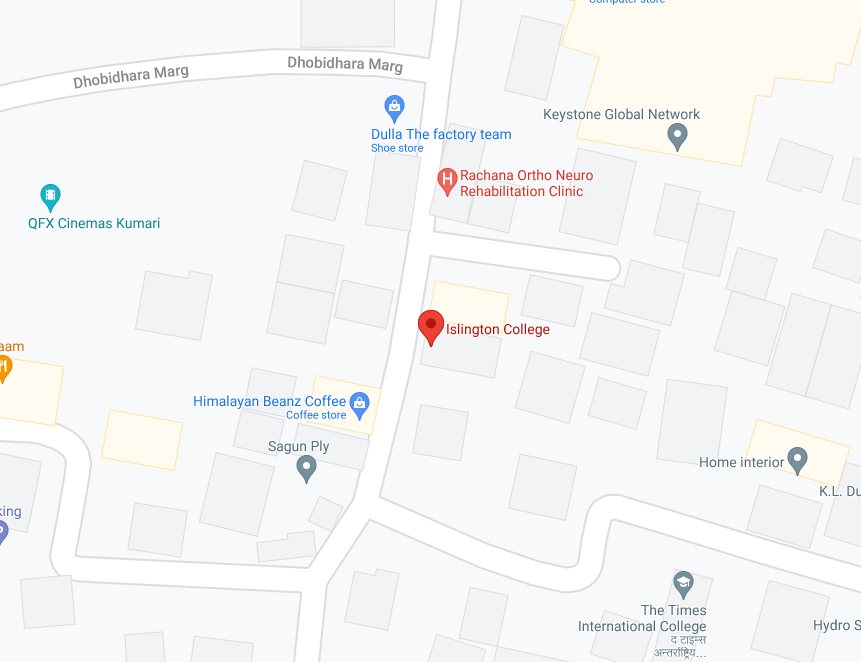 Computer store
Dhobidhara Marg
Dhobidhara Marg
Dulla The factory team
Shoe store
Keystone Global Network
Rachana Ortho Neuro
Rehabilitation Clinic
QFX Cinemas Kumari
Islington College
aam
Himalayan Beanz Coffee
Coffee store
Sagun Ply
Home interior
K.L. Du
king
The Times
International College
द टाइम्स
अन्तर्राष्ट्रिय...
Hydro S